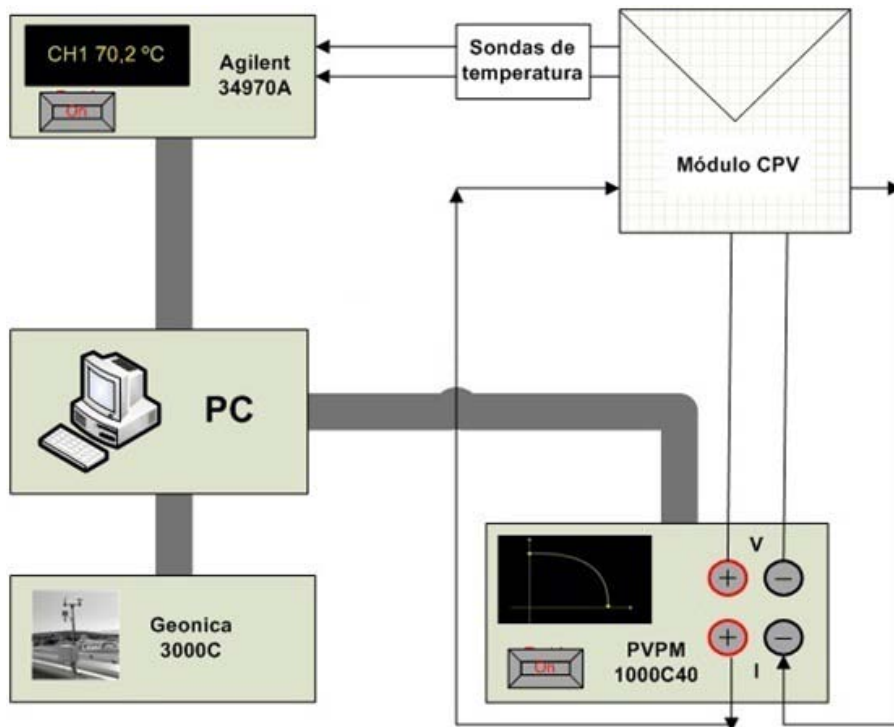 CH1 70,2 ºC
Agilent
34970A
On
Sondas de
temperatura
Módulo CPV
PC
Geonica
3000C
V
+
−
+
−
PVPM
1000C40
I
On